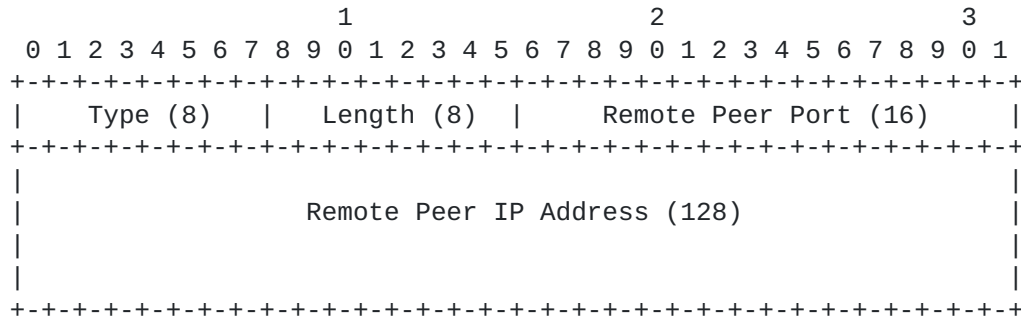 1                   2                   3
 0 1 2 3 4 5 6 7 8 9 0 1 2 3 4 5 6 7 8 9 0 1 2 3 4 5 6 7 8 9 0 1
+-+-+-+-+-+-+-+-+-+-+-+-+-+-+-+-+-+-+-+-+-+-+-+-+-+-+-+-+-+-+-+-+
|    Type (8)   |   Length (8)  |     Remote Peer Port (16)     |
+-+-+-+-+-+-+-+-+-+-+-+-+-+-+-+-+-+-+-+-+-+-+-+-+-+-+-+-+-+-+-+-+
|                                                               |
|                  Remote Peer IP Address (128)                 |
|                                                               |
|                                                               |
+-+-+-+-+-+-+-+-+-+-+-+-+-+-+-+-+-+-+-+-+-+-+-+-+-+-+-+-+-+-+-+-+